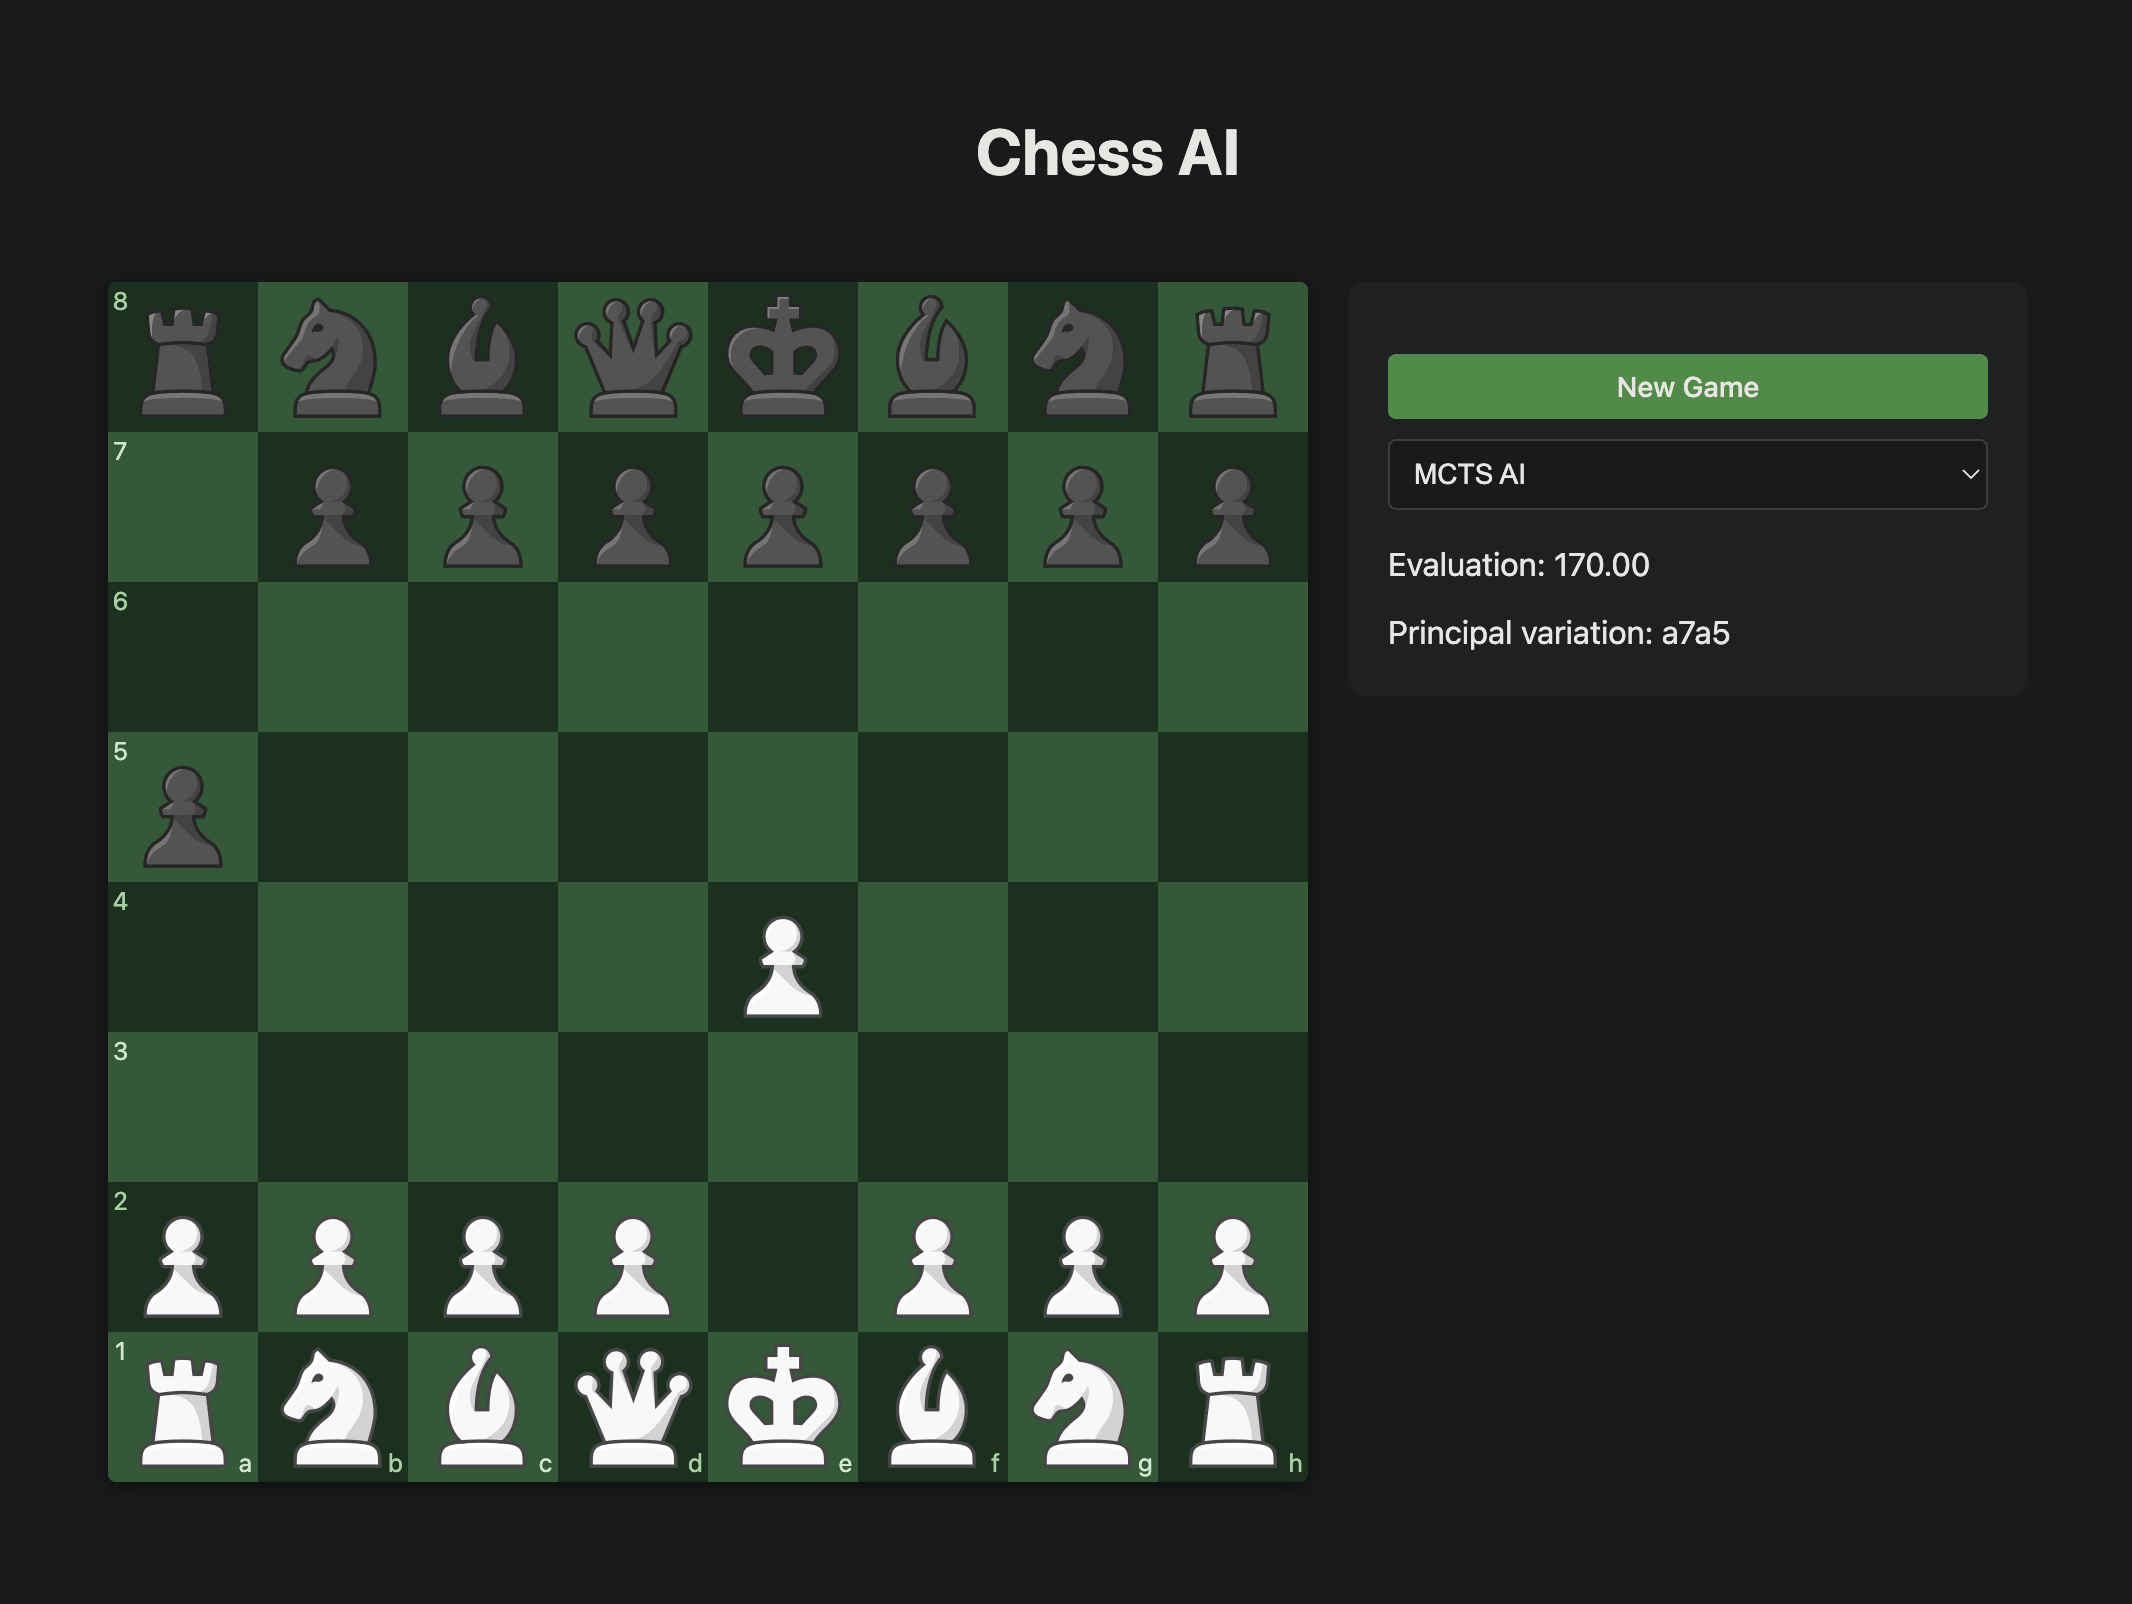 Chess AI
8
7
6
5
4
3
2
1
a b c d e f g h
New Game
MCTS AI
Evaluation: 170.00
Principal variation: a7a5